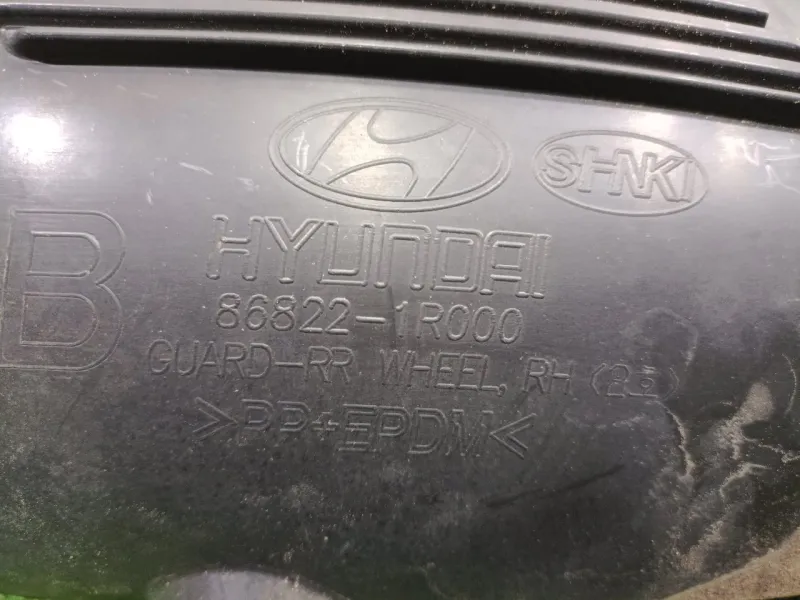 SHNKI
B
HYUNDAI
86822-1R000
GUARD-RR WHEEL, RH
>PP+EPDM<